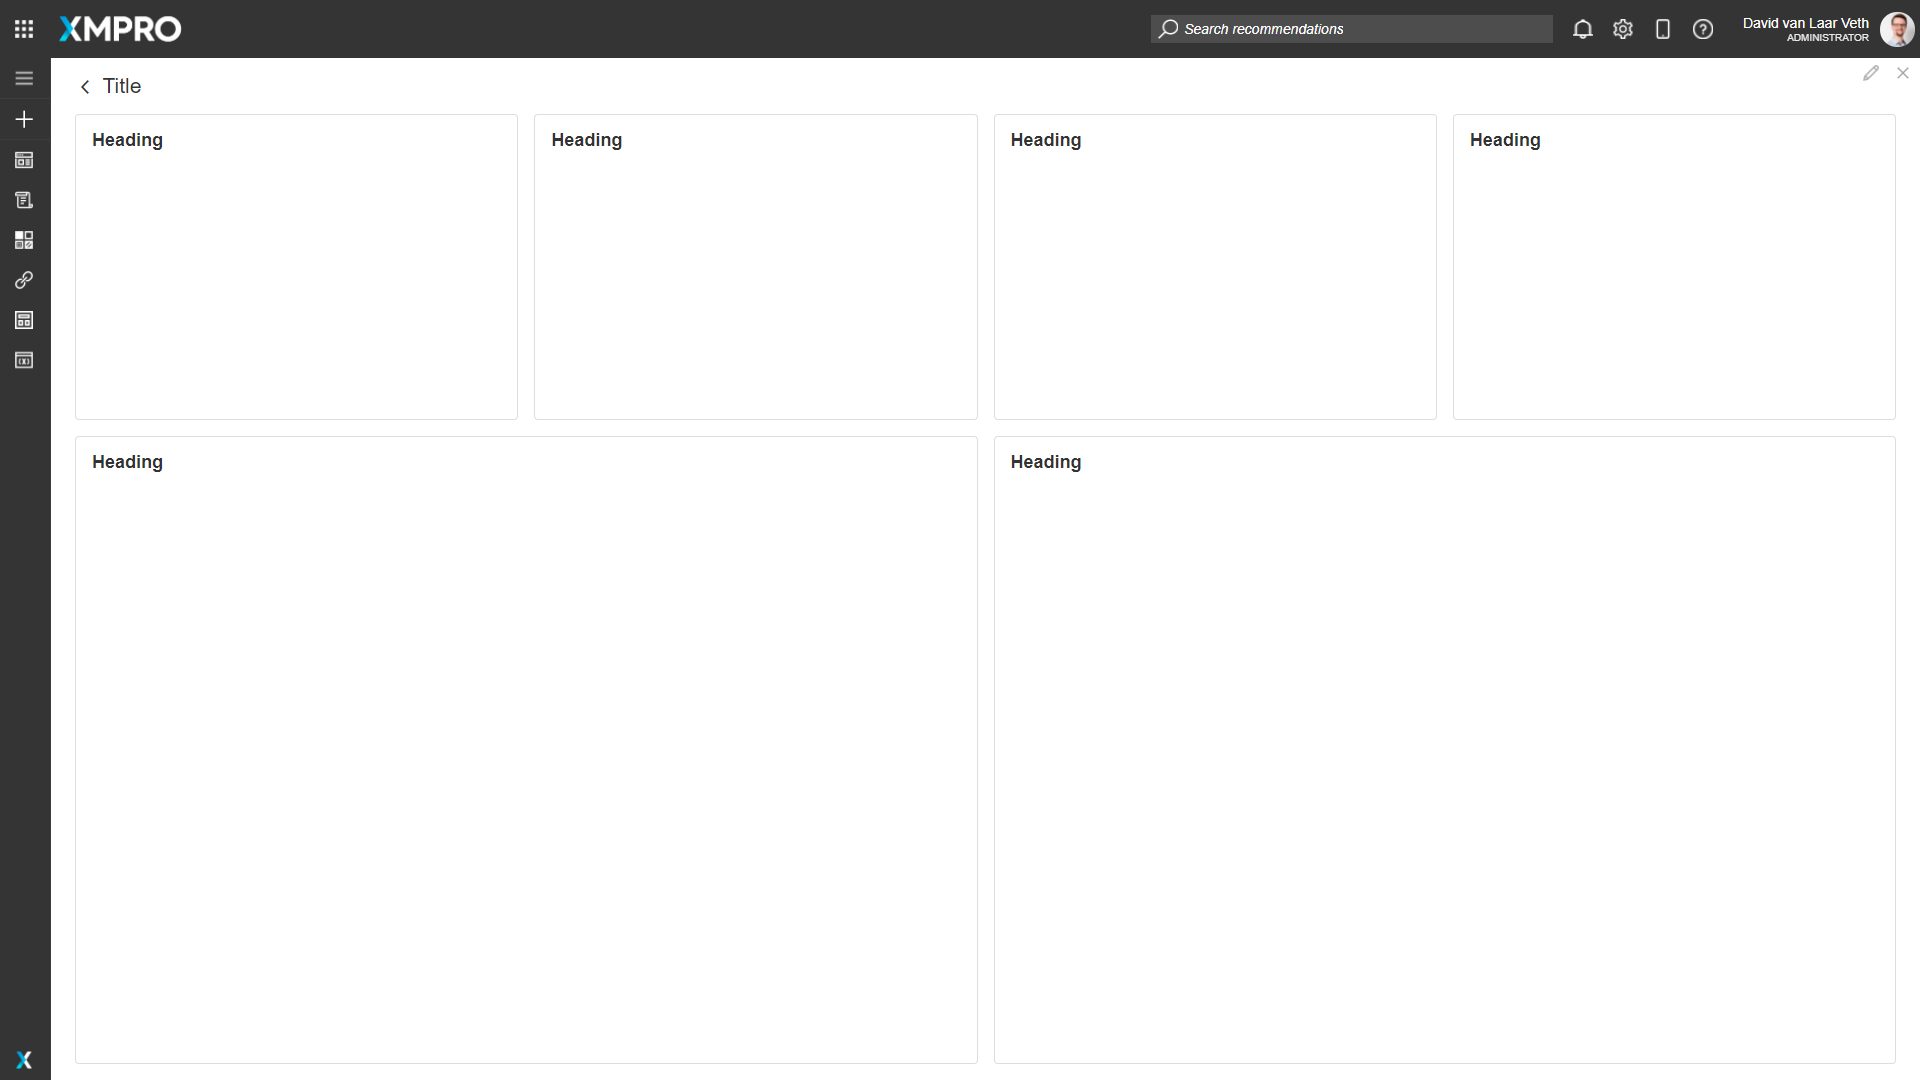 XMPRO
Search recommendations
David van Laar Veth
ADMINISTRATOR
Title
Heading
Heading
Heading
Heading
Heading
Heading